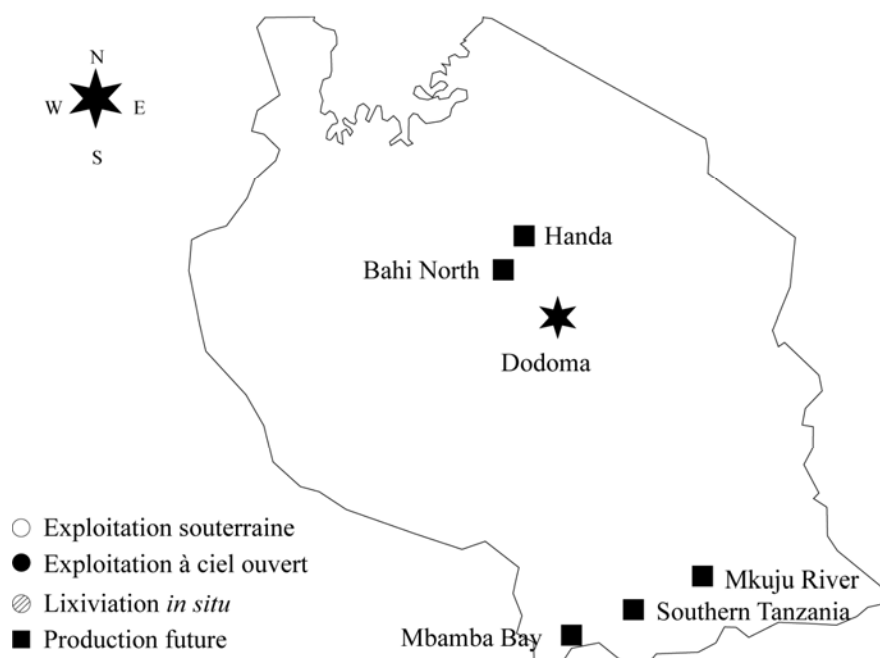 N
W E
S
Handa
Bahi North
Dodoma
Exploitation souterraine
Exploitation à ciel ouvert
Lixiviation in situ
Production future
Mkuju River
Southern Tanzania
Mbamba Bay